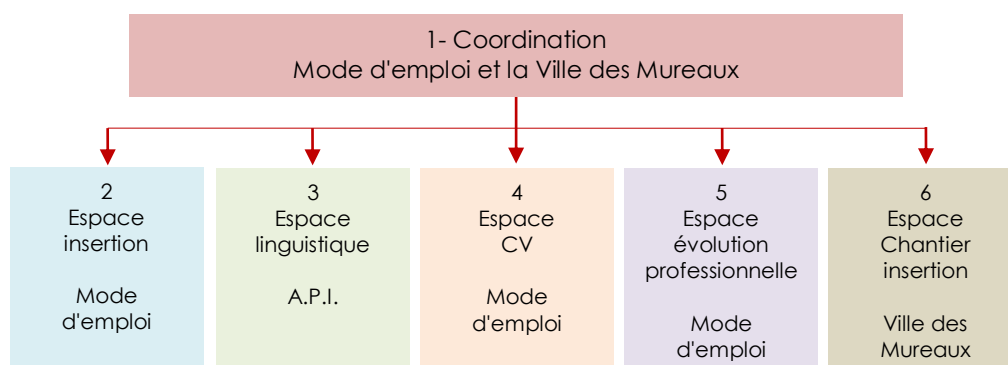 1- Coordination
Mode d'emploi et la Ville des Mureaux
2
Espace
insertion
Mode
d'emploi
3
Espace
linguistique
A.P.I.
4
Espace
CV
Mode
d'emploi
5
Espace
évolution
professionnelle
Mode
d'emploi
6
Espace
Chantier
insertion
Ville des
Mureaux